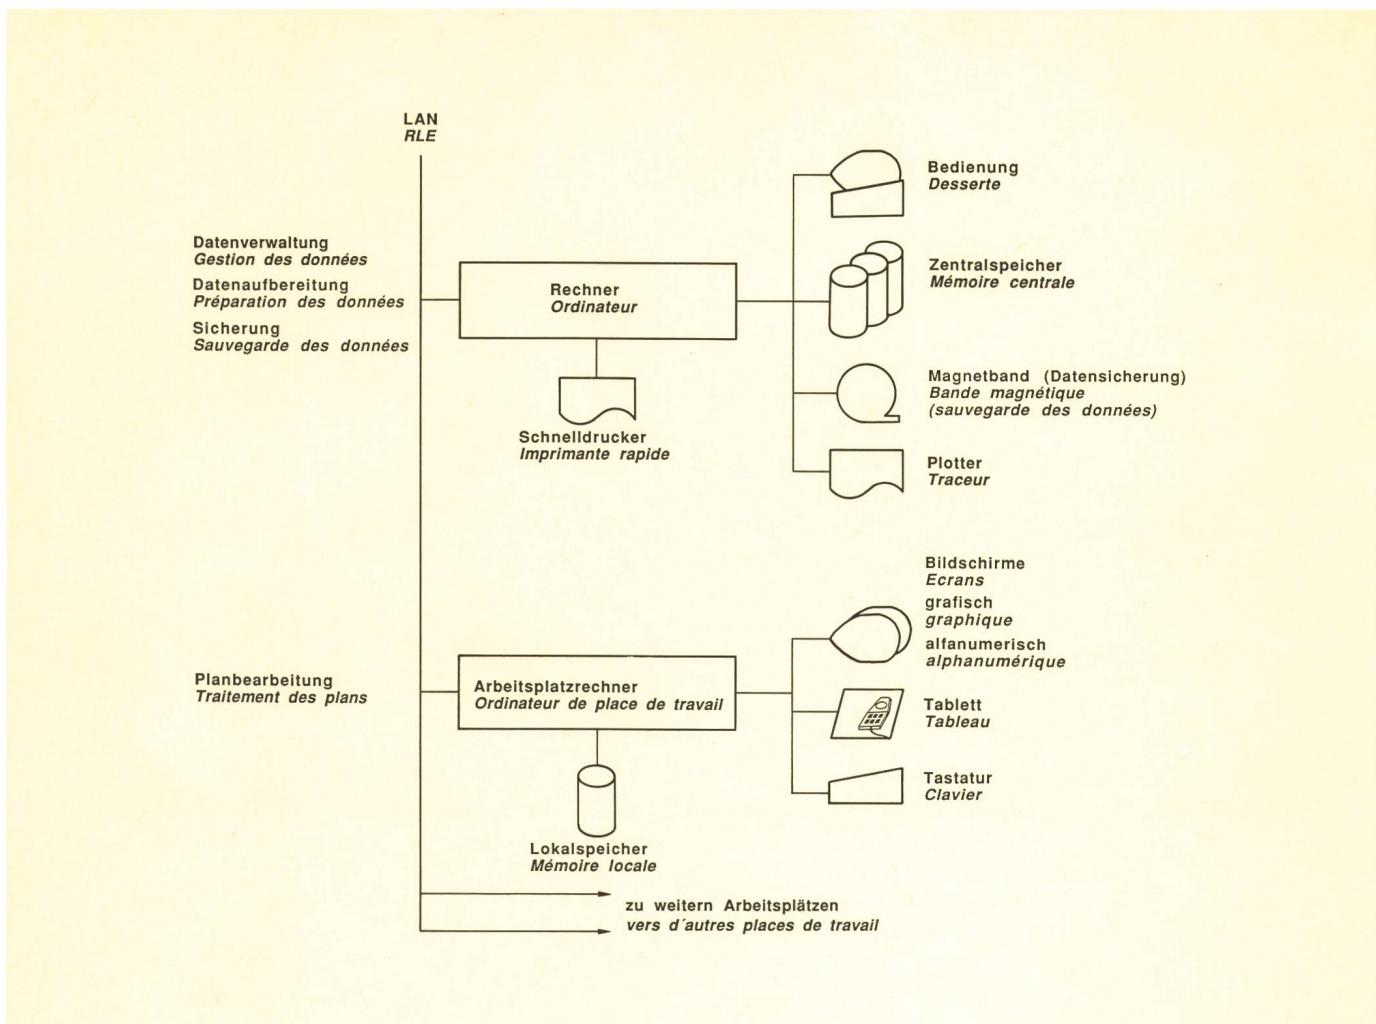 LAN
RLE
Datenverwaltung
Gestion des données
Datenaufbereitung
Préparation des données
Sicherung
Sauvegarde des données
Rechner
Ordinateur
Schnelldrucker
Imprimante rapide
Bedienung
Desserte
Zentralspeicher
Mémoire centrale
Magnetband (Datensicherung)
Bande magnétique
(sauvegarde des données)
Plotter
Traceur
Planbearbeitung
Traitement des plans
Arbeitsplatzrechner
Ordinateur de place de travail
Lokalspeicher
Mémoire locale
Bildschirme
Ecrans
grafisch
graphique
alfanumerisch
alphanumérique
Tablett
Tableau
Tastatur
Clavier
zu weitern Arbeitsplätzen
vers d´autres places de travail